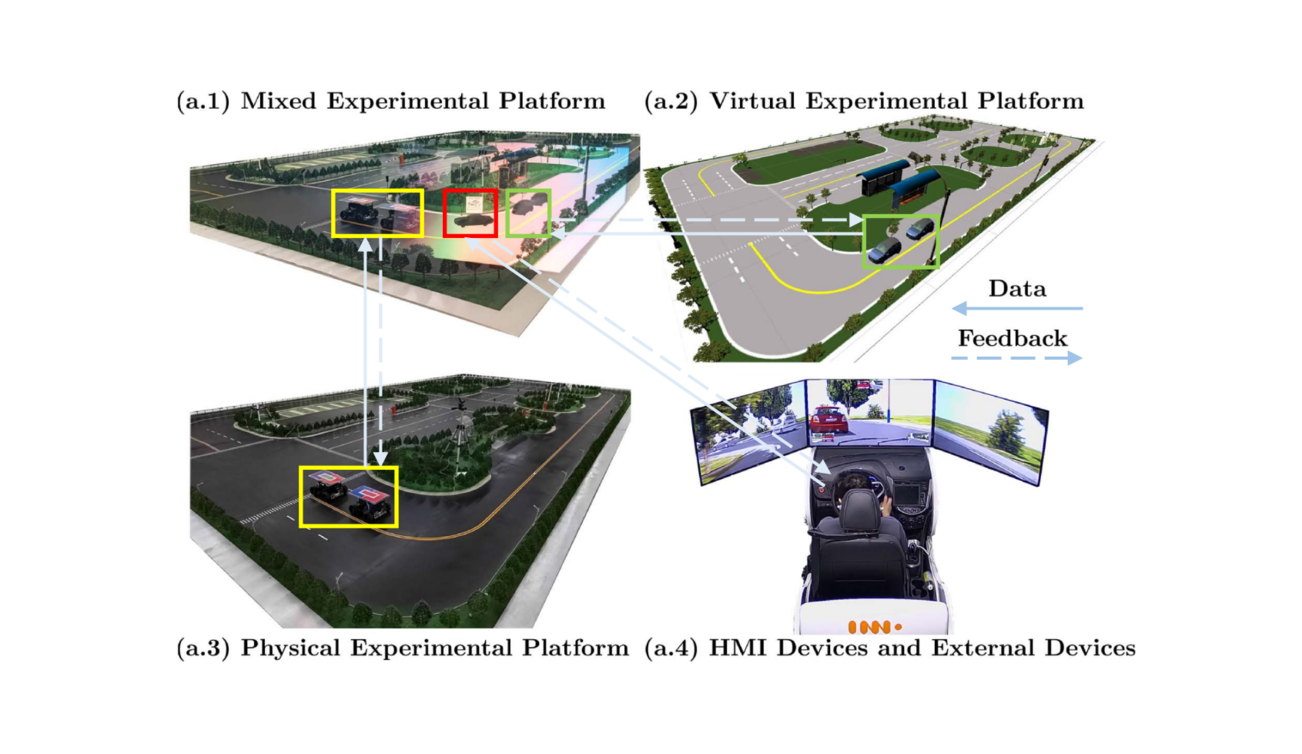 (a.1) Mixed Experimental Platform
(a.2) Virtual Experimental Platform
Data
Feedback
(a.3) Physical Experimental Platform
(a.4) HMI Devices and External Devices